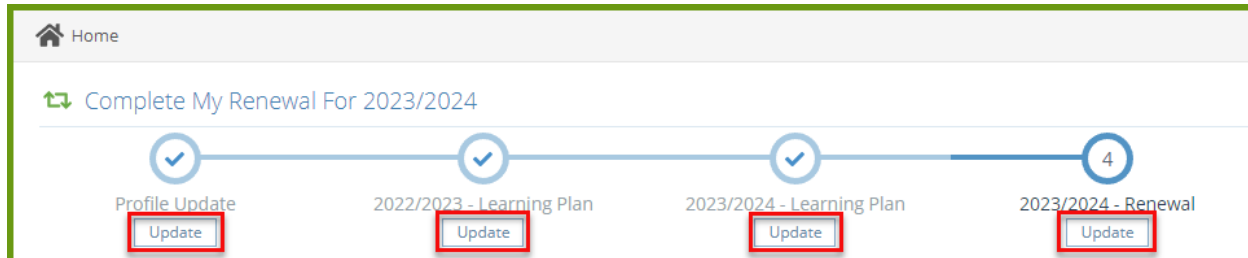 Home
Complete My Renewal For 2023/2024
4
Profile Update
2022/2023 - Learning Plan
2023/2024 - Learning Plan
2023/2024 - Renewal
Update
Update
Update
Update